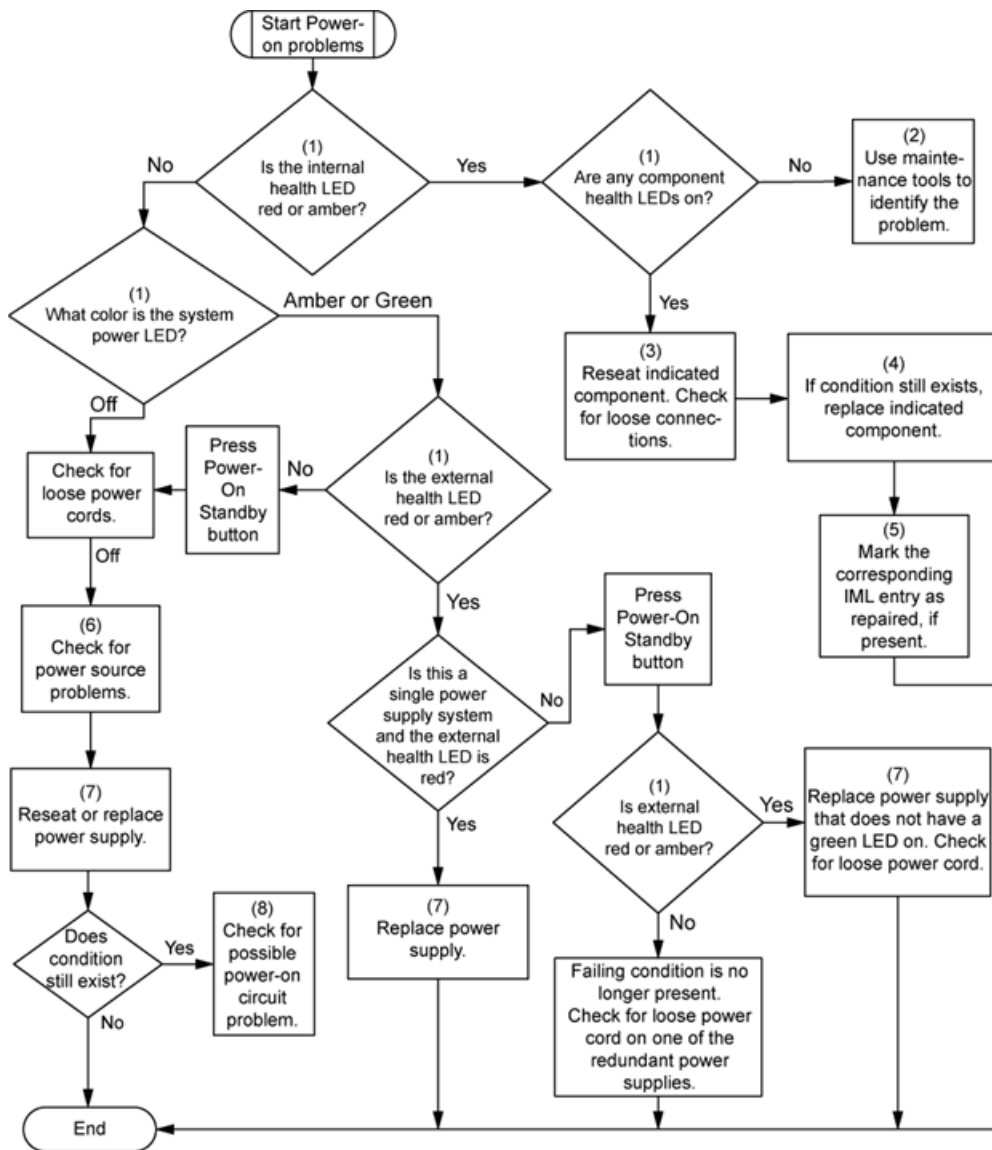 Start Power-
on problems
(1)
Is the internal
health LED
red or amber?
No
Yes
(1)
Are any component
health LEDs on?
No
(2)
Use mainte-
nance tools to
identify the
problem.
(1)
What color is the system
power LED?
Amber or Green
Yes
(3)
Reseat indicated
component. Check
for loose connec-
tions.
(4)
If condition still exists,
replace indicated
component.
Off
Check for
loose power
cords.
Press
Power-
On
Standby
button
No
(1)
Is the external
health LED
red or amber?
(5)
Mark the
corresponding
IML entry as
repaired, if
present.
Off
Yes
(6)
Check for
power source
problems.
Is this a
single power
supply system
and the external
health LED is
red?
No
Press
Power-On
Standby
button
(7)
Reseat or replace
power supply.
Yes
(1)
Is external
health LED
red or amber?
Yes
(7)
Replace power supply
that does not have a
green LED on. Check
for loose power cord.
Does
condition
still exist?
Yes
(8)
Check for
possible
power-on
circuit
problem.
(7)
Replace power
supply.
No
Failing condition is no
longer present.
Check for loose power
cord on one of the
redundant power
supplies.
No
End